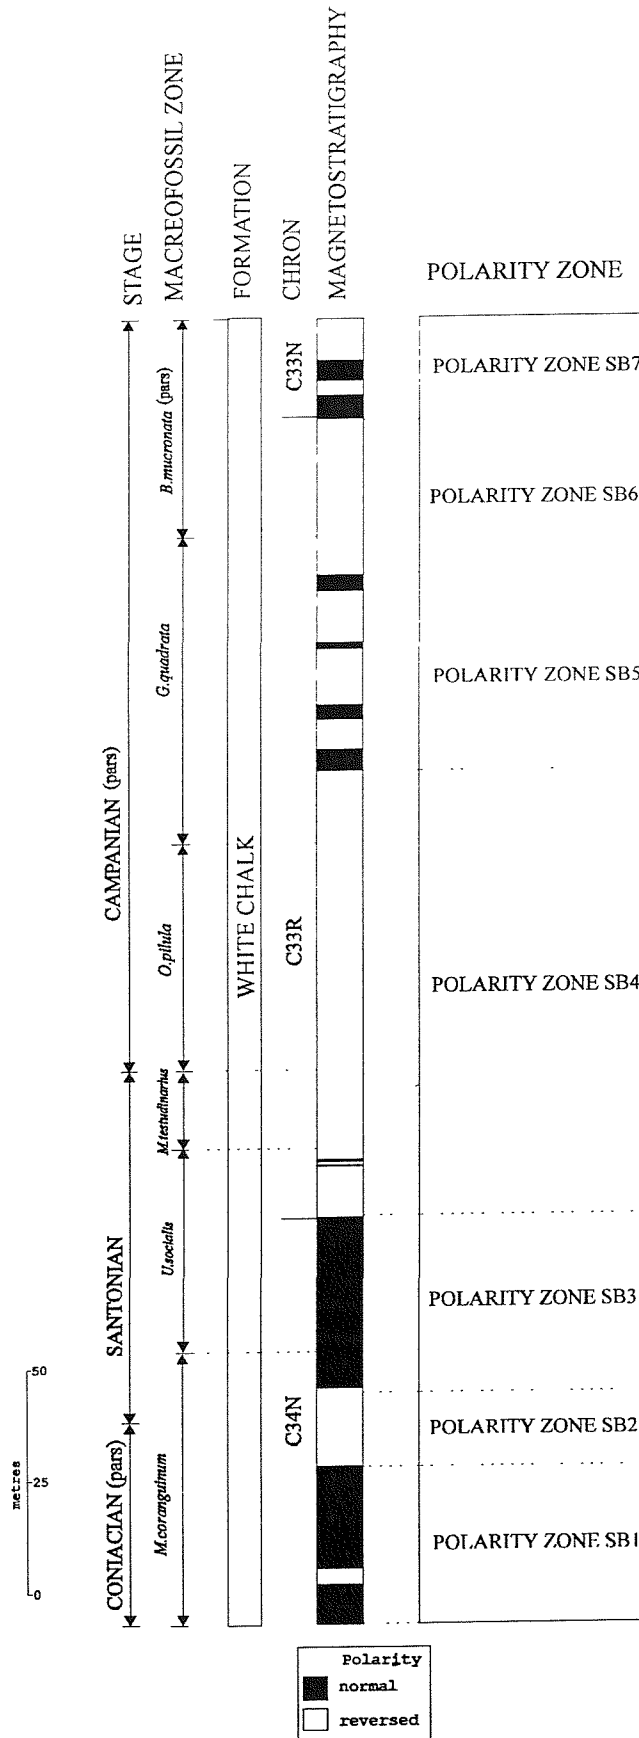 STAGE
MACREOFOSSIL ZONE
FORMATION
CHRON
MAGNETOSTRATIGRAPHY
POLARITY ZONE
CAMPANIAN (pars)
SANTONIAN
CONIACIAN (pars)
B.mucronata (pars)
G.quadrata
O.pilula
M.testudinarius
U.socialis
M.coranguinum
WHITE CHALK
C33N
C33R
C34N
POLARITY ZONE SB7
POLARITY ZONE SB6
POLARITY ZONE SB5
POLARITY ZONE SB4
POLARITY ZONE SB3
POLARITY ZONE SB2
POLARITY ZONE SB1
50
25
0
metres
Polarity
normal
reversed